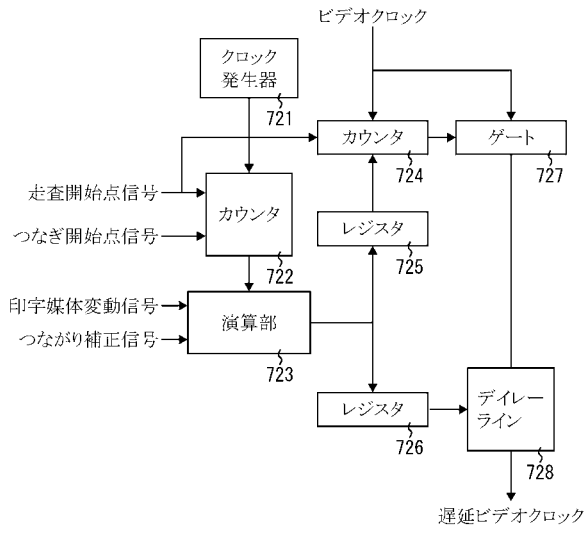 ビデオクロック
クロック
発生器
721
カウンタ
724
ゲート
727
走査開始点信号
カウンタ
722
つなぎ開始点信号
レジスタ
725
印字媒体変動信号
演算部
723
つながり補正信号
レジスタ
726
デイレー
ライン
728
遅延ビデオクロック